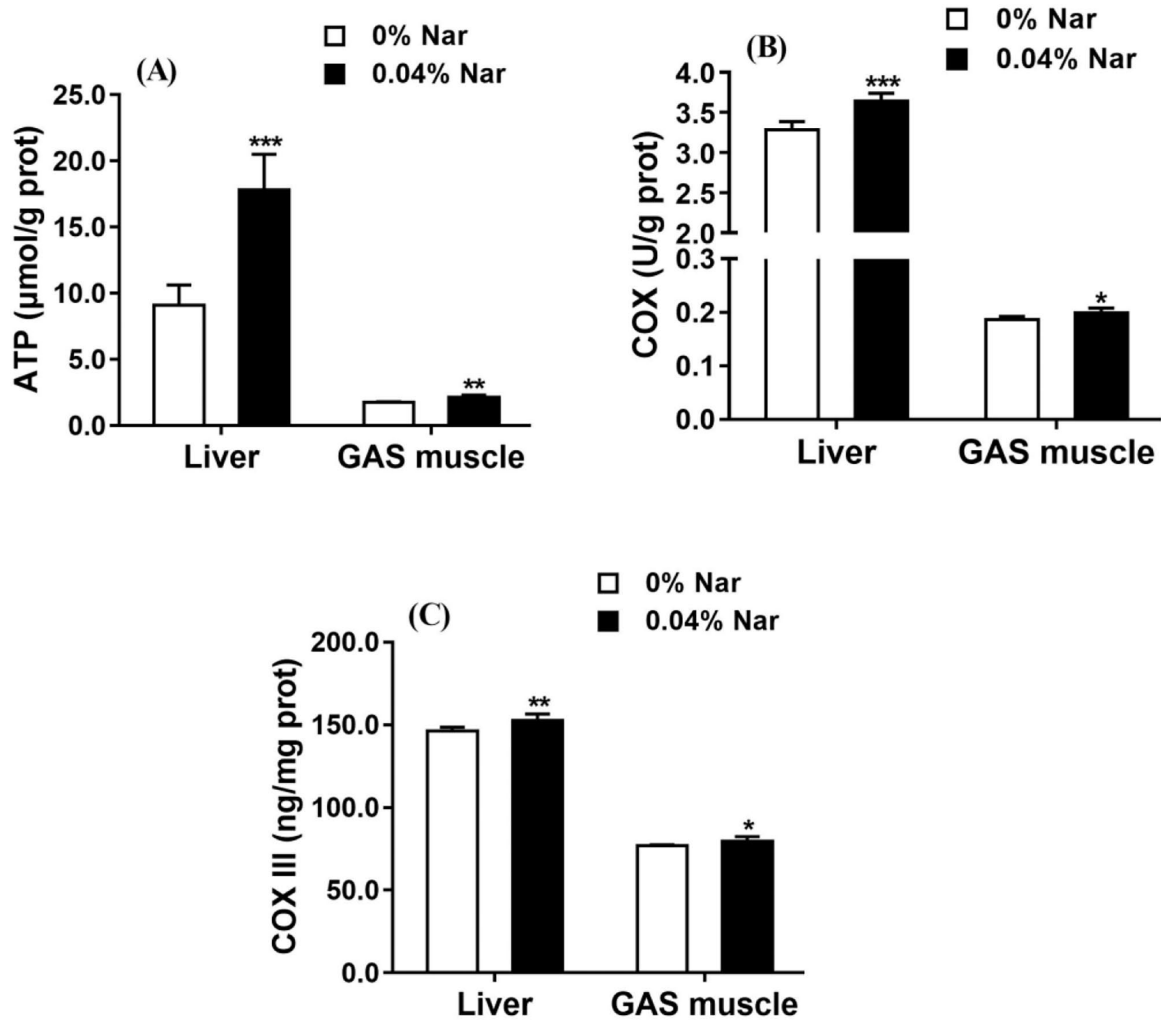 (A)
0% Nar
0.04% Nar
ATP (µmol/g prot)
25.0
20.0
15.0
10.0
5.0
0.0
***
**
Liver
GAS muscle
(B)
0% Nar
0.04% Nar
COX (U/g prot)
4.0
3.5
3.0
2.5
2.0
0.3
0.2
0.1
0.0
***
*
Liver
GAS muscle
(C)
0% Nar
0.04% Nar
COX III (ng/mg prot)
200.0
150.0
100.0
50.0
0.0
**
*
Liver
GAS muscle